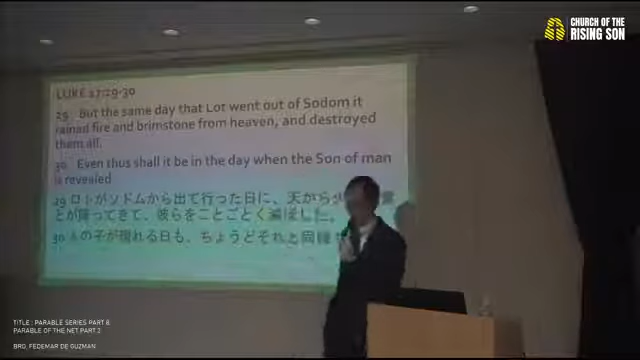 CHURCH OF THE
RISING SON
LUKE 17:29-30
29 But the same day that Lot went out of Sodom it
rained fire and brimstone from heaven, and destroyed
them all.
30 Even thus shall it be in the day when the Son of man
is revealed
29 ロトがソドムから出て行った日に、天から
とが降ってきて、彼らをことごとく滅ぼした。
30 人の子が現れる日も、ちょうどそれと同様
TITLE : PARABLE SERIES PART 8,
PARABLE OF THE NET PART 2
BRO. FEDEMAR DE GUZMAN